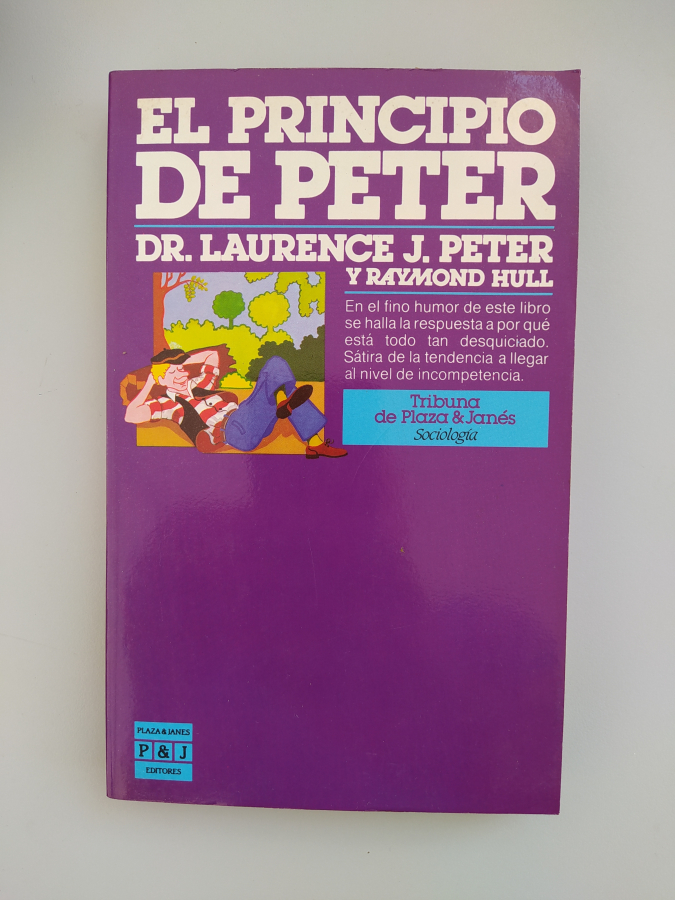 EL PRINCIPIO
DE PETER
DR. LAURENCE J. PETER
Y RAYMOND HULL
En el fino humor de este libro
se halla la respuesta a por qué
está todo tan desquiciado.
Sátira de la tendencia a llegar
al nivel de incompetencia.
Tribuna
de Plaza & Janés
Sociología
PLAZA & JANES
P & J
EDITORES